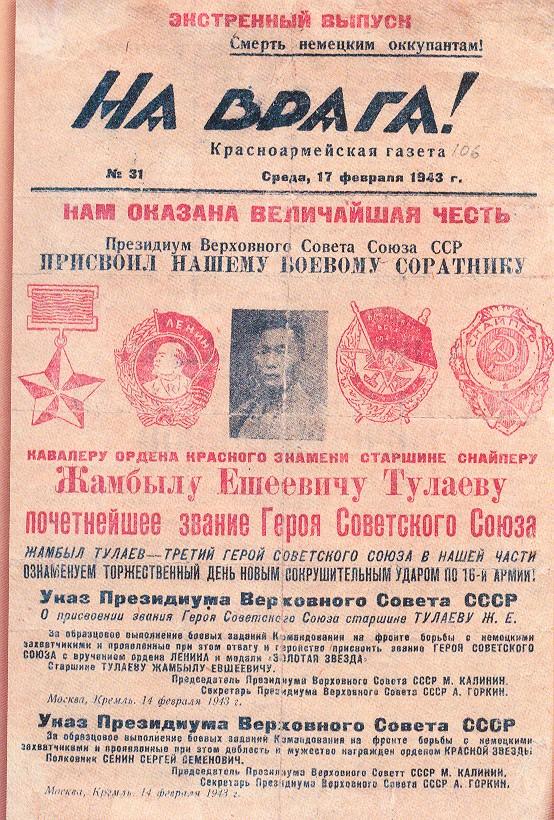 ЭКСТРЕННЫЙ ВЫПУСК
Смерть немецким оккупантам!
НА ВРАГА!
Красноармейская газета 106
№ 31 Среда, 17 февраля 1943 г.
НАМ ОКАЗАНА ВЕЛИЧАЙШАЯ ЧЕСТЬ
Президиум Верховного Совета Союза ССР
ПРИСВОИЛ НАШЕМУ БОЕВОМУ СОРАТНИКУ
ЛЕНИН
СНАЙПЕР
КАВАЛЕРУ ОРДЕНА КРАСНОГО ЗНАМЕНИ СТАРШИНЕ СНАЙПЕРУ
Жамбылу Ешеевичу Тулаеву
почетнейшее звание Героя Советского Союза
ЖАМБЫЛ ТУЛАЕВ—ТРЕТИЙ ГЕРОЙ СОВЕТСКОГО СОЮЗА В НАШЕЙ ЧАСТИ
ОЗНАМЕНУЕМ ТОРЖЕСТВЕННЫЙ ДЕНЬ НОВЫМ СОКРУШИТЕЛЬНЫМ УДАРОМ ПО 16-й АРМИИ!
Указ Президиума Верховного Совета СССР
О присвоении звания Героя Советского Союза старшине ТУЛАЕВУ Ж. Е.
За образцовое выполнение боевых заданий Командования на фронте борьбы с немецкими
захватчиками и проявленные при этом отвагу и геройство присвоить звание ГЕРОЯ СОВЕТСКОГО
СОЮЗА с вручением ордена ЛЕНИНА и медали «ЗОЛОТАЯ ЗВЕЗДА»
Старшине ТУЛАЕВУ ЖАМБЫЛУ ЕВШЕЕВИЧУ.
Председатель Президиума Верховного Совета СССР М. КАЛИНИН.
Секретарь Президиума Верховного Совета СССР А. ГОРКИН.
Москва, Кремль. 14 февраля 1943 г.
Указ Президиума Верховного Совета СССР
За образцовое выполнение боевых заданий Командования на фронте борьбы с немецкими
захватчиками и проявленные при этом доблесть и мужество награжден орденом КРАСНОЙ ЗВЕЗДЫ
Полковник СЕНИН СЕРГЕЙ СЕМЕНОВИЧ.
Председатель Президиума Верховного Советт СССР М. КАЛИНИН.
Секретарь Президиума Верховного Совета СССР А. ГОРКИН.
Москва, Кремль. 14 февраля 1943 г.